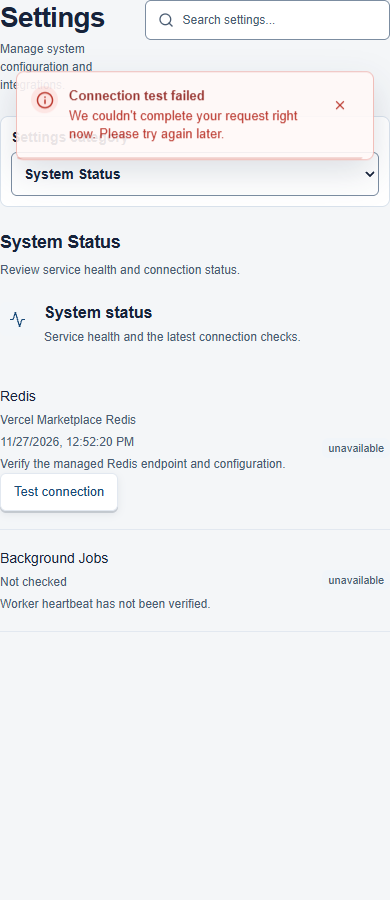 Settings
Search settings...
Manage system
configuration and
integrations.
Connection test failed
We couldn't complete your request right
now. Please try again later.
Settings category
System Status
System Status
Review service health and connection status.
System status
Service health and the latest connection checks.
Redis
Vercel Marketplace Redis
11/27/2026, 12:52:20 PM
unavailable
Verify the managed Redis endpoint and configuration.
Test connection
Background Jobs
Not checked
unavailable
Worker heartbeat has not been verified.